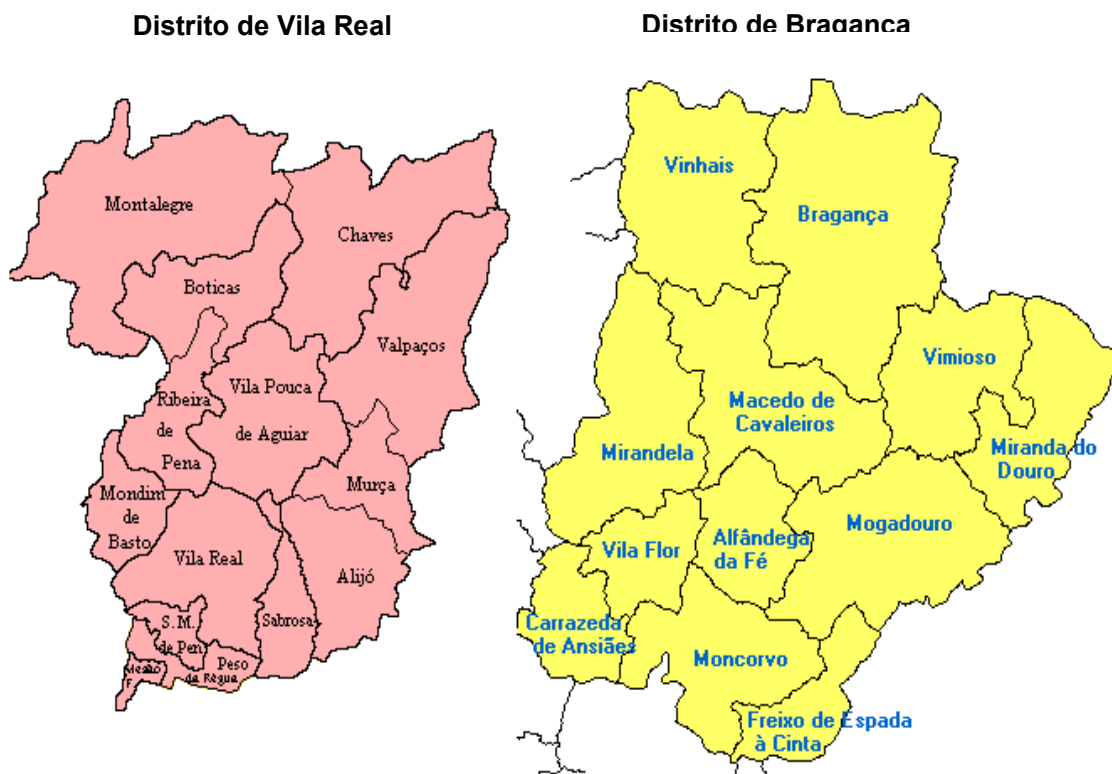 Distrito de Vila Real
Montalegre
Chaves
Boticas
Valpaços
Vila Pouca
de Aguiar
Ribeira
de
Pena
Murça
Mondim
de
Basto
Vila Real
Alijó
Sabrosa
S. M.
de Pen
Peso
da Régua
Mesão
F
Distrito de Bragança
Vinhais
Bragança
Vimioso
Macedo de
Cavaleiros
Mirandela
Miranda do
Douro
Mogadouro
Alfândega
da Fé
Vila Flor
Carrazeda
de Ansiães
Moncorvo
Freixo de Espada
à Cinta